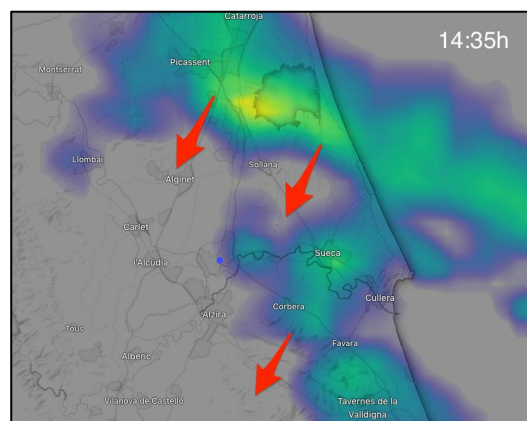 Catarroja
14:35h
Picassent
Montserrat
Llombai
Sollana
Alginet
Carlet
Sueca
l'Alcúdia
Cullera
Corbera
Alzira
Tous
Favara
Alberic
Vilanova de Castelló
Tavernes de la
Valldigna